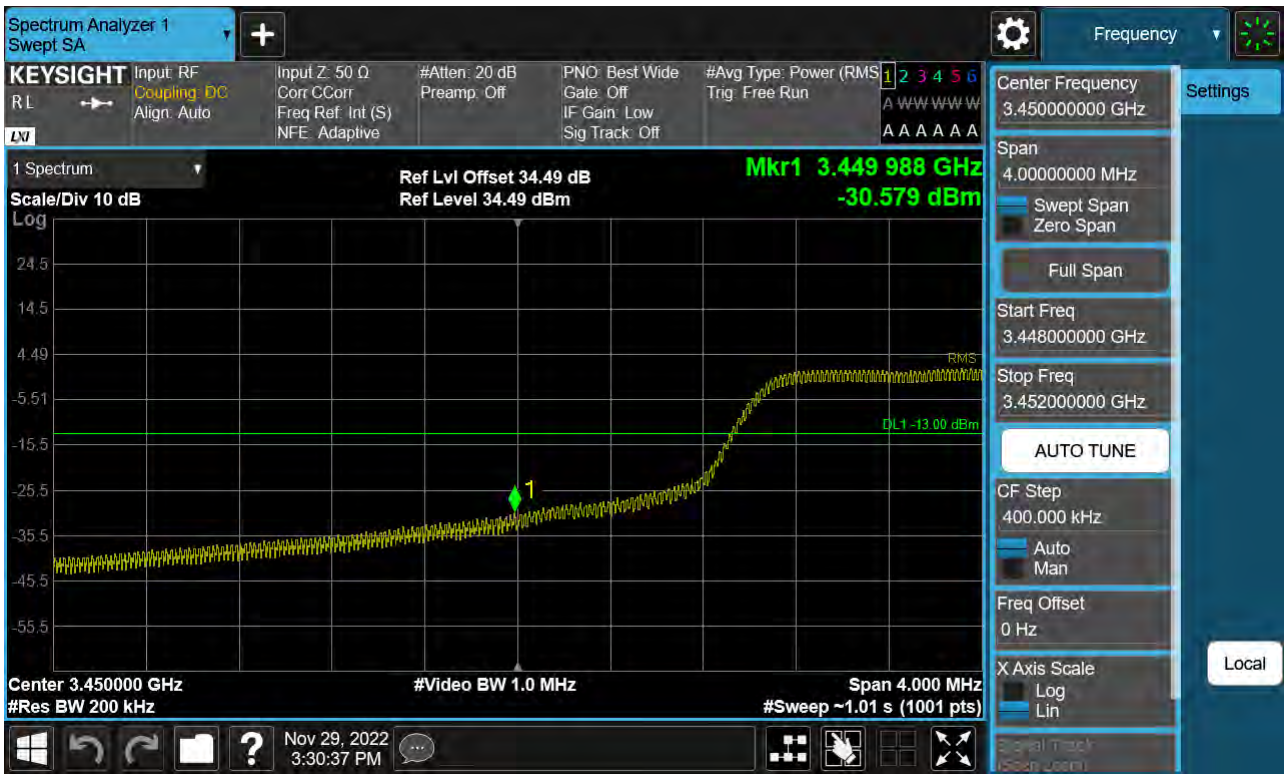 Spectrum Analyzer 1
Swept SA
Frequency
KEYSIGHT
RL
LXI
Input: RF
Coupling: DC
Align: Auto
Input Z: 50 Ω
Corr CCorr
Freq Ref: Int (S)
NFE: Adaptive
#Atten: 20 dB
Preamp: Off
PNO: Best Wide
Gate: Off
IF Gain: Low
Sig Track: Off
#Avg Type: Power (RMS
Trig: Free Run
1 2 3 4 5 6
A W W W W W
A A A A A A
1 Spectrum
Scale/Div 10 dB
Log
Ref Lvl Offset 34.49 dB
Ref Level 34.49 dBm
Mkr1 3.449 988 GHz
-30.579 dBm
24.5
14.5
4.49
-5.51
-15.5
-25.5
-35.5
-45.5
-55.5
RMS
DL1 -13.00 dBm
1
Center 3.450000 GHz
#Res BW 200 kHz
#Video BW 1.0 MHz
Span 4.000 MHz
#Sweep ~1.01 s (1001 pts)
Center Frequency
3.450000000 GHz
Span
4.00000000 MHz
Swept Span
Zero Span
Full Span
Start Freq
3.448000000 GHz
Stop Freq
3.452000000 GHz
AUTO TUNE
CF Step
400.000 kHz
Auto
Man
Freq Offset
0 Hz
X Axis Scale
Log
Lin
Signal Track
(Span Zoom)
Settings
Local
Nov 29, 2022
3:30:37 PM